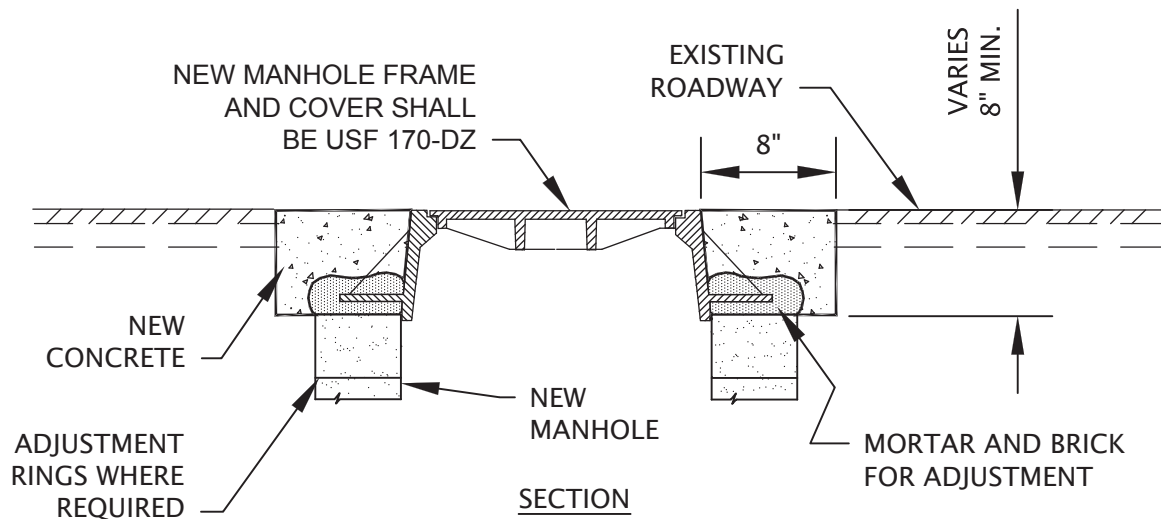 NEW MANHOLE FRAME
AND COVER SHALL
BE USF 170-DZ
EXISTING
ROADWAY
VARIES
8" MIN.
8"
NEW
CONCRETE
NEW
MANHOLE
ADJUSTMENT
RINGS WHERE
REQUIRED
MORTAR AND BRICK
FOR ADJUSTMENT
SECTION